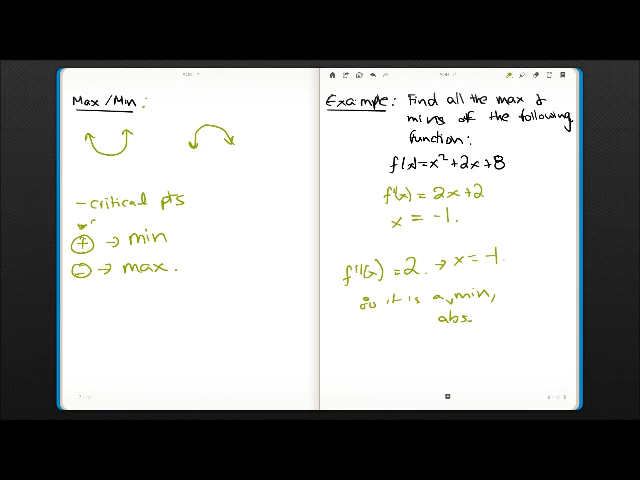 Max/Min:
- critical pts
+ → min
- → max.
Example: Find all the max &
mins of the following
function:
f(x)=x²+2x+8
f'(x) = 2x+2
x = -1.
f''(x) = 2. → x = -1.
∴ it is a min,
abs